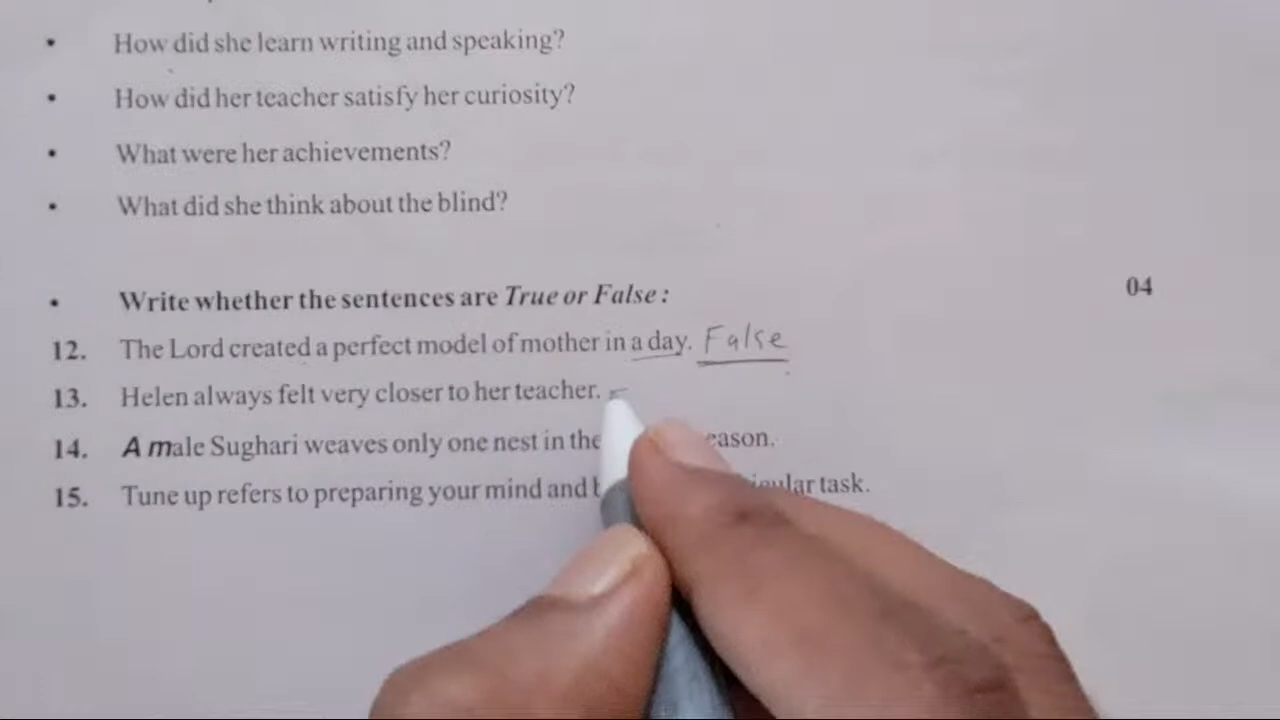 • How did she learn writing and speaking?
• How did her teacher satisfy her curiosity?
• What were her achievements?
• What did she think about the blind?
• Write whether the sentences are True or False : 04
12. The Lord created a perfect model of mother in a day. False
13. Helen always felt very closer to her teacher.
14. A male Sughari weaves only one nest in the eason.
15. Tune up refers to preparing your mind and task.